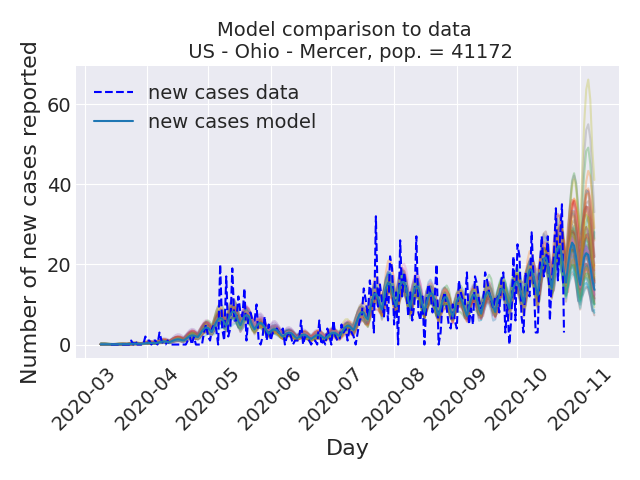 Model comparison to data
US - Ohio - Mercer, pop. = 41172
Number of new cases reported
60
40
20
0
new cases data
new cases model
2020-03
2020-04
2020-05
2020-06
2020-07
2020-08
2020-09
2020-10
2020-11
Day